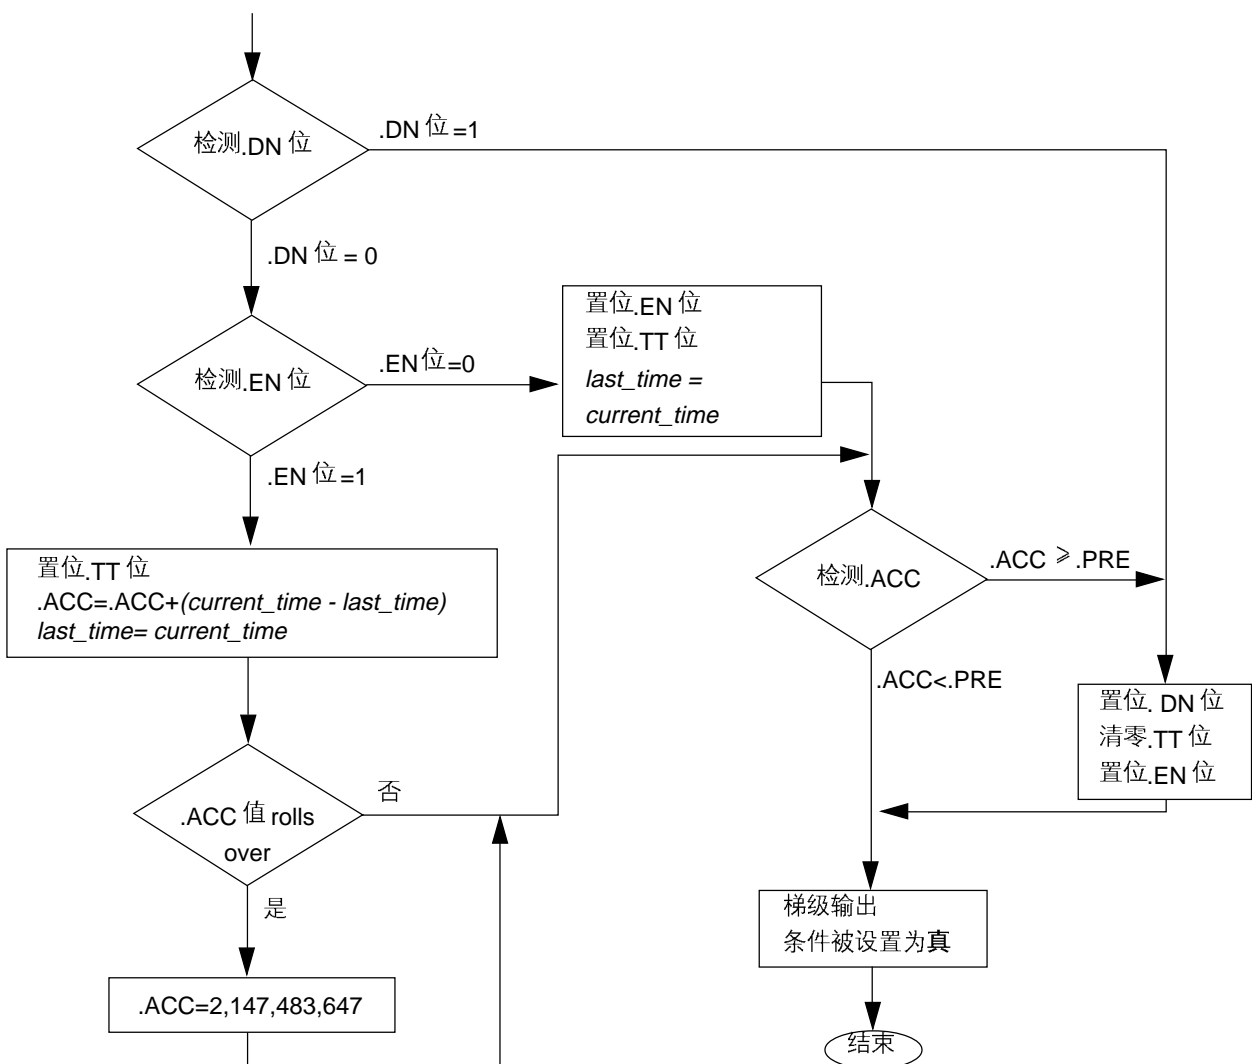 检测.DN 位
.DN 位=1
.DN 位 = 0
检测.EN 位
.EN位=0
置位.EN 位
置位.TT 位
last_time =
current_time
.EN 位=1
置位.TT 位
.ACC=.ACC+(current_time - last_time)
last_time= current_time
检测.ACC
.ACC ⩾ .PRE
.ACC<.PRE
置位. DN 位
清零.TT 位
置位.EN 位
.ACC 值 rolls
over
否
是
.ACC=2,147,483,647
梯级输出
条件被设置为真
结束